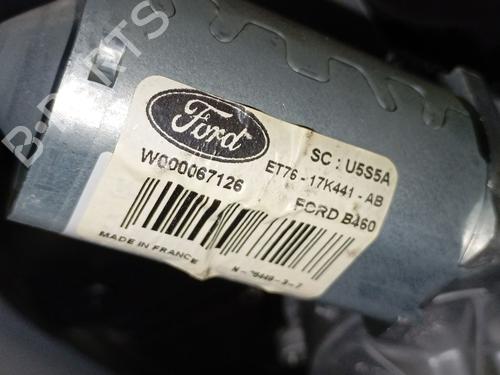 Ford
SC : U5S5A
W000067126
ET76 - 17K441 - AB
FORD B460
MADE IN FRANCE
B-PARTS